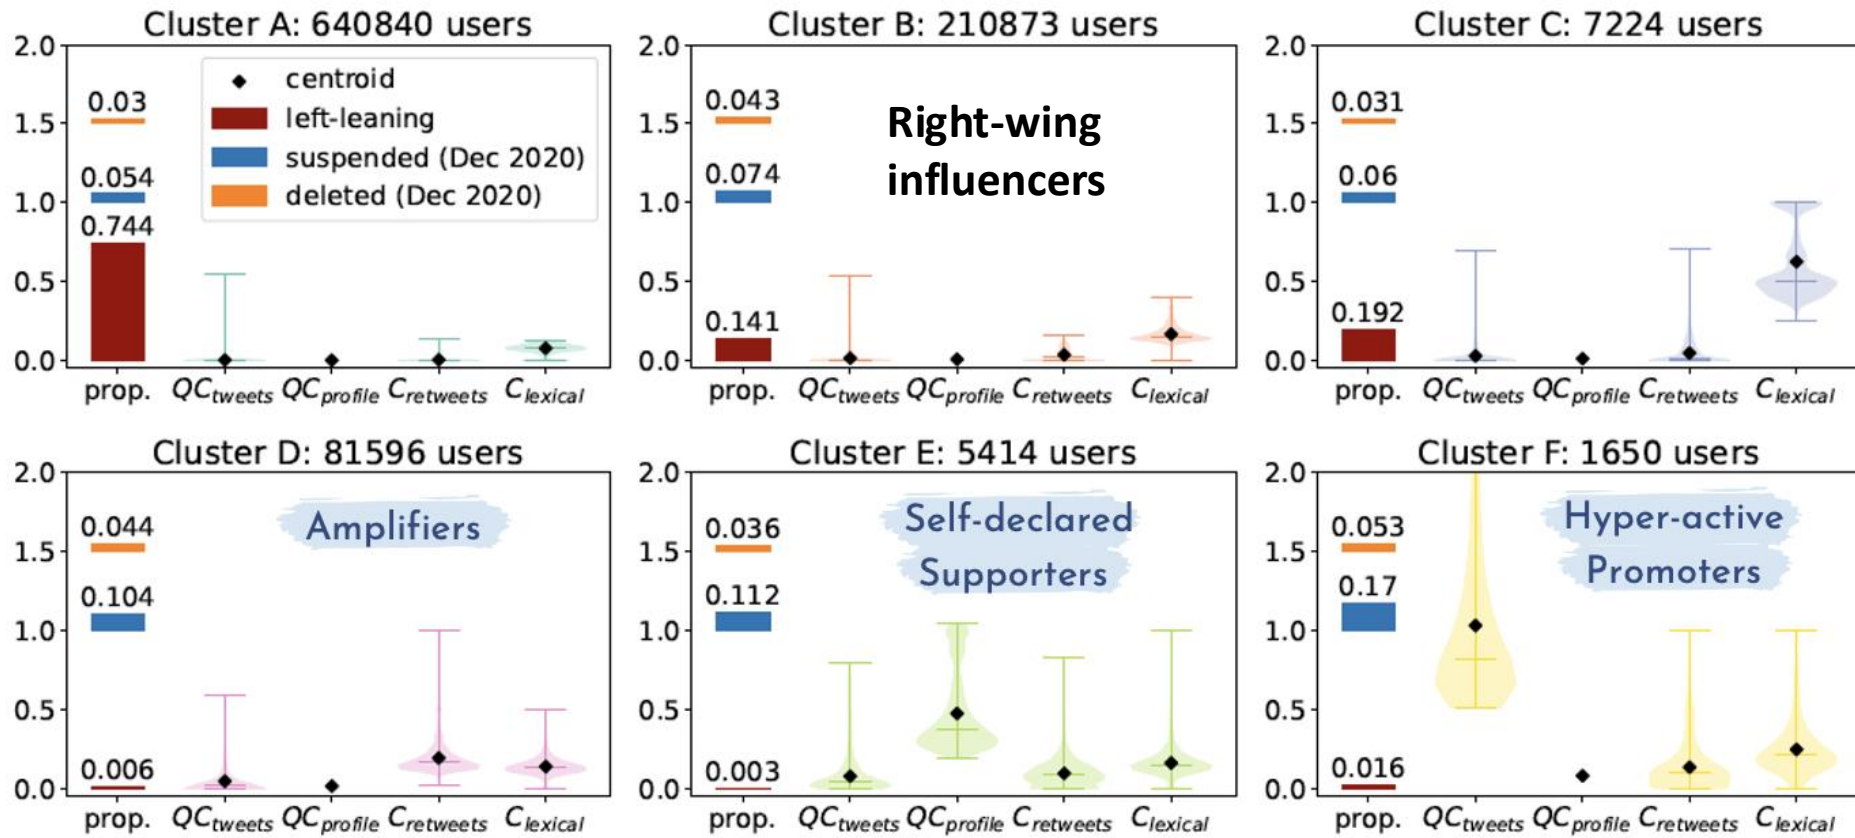 Cluster A: 640840 users
2.0
1.5
1.0
0.5
0.0
0.03
0.054
0.744
centroid
left-leaning
suspended (Dec 2020)
deleted (Dec 2020)
prop. QCtweets QCprofile Cretweets Clexical
Cluster B: 210873 users
2.0
1.5
1.0
0.5
0.0
0.043
0.074
0.141
Right-wing
influencers
prop. QCtweets QCprofile Cretweets Clexical
Cluster C: 7224 users
2.0
1.5
1.0
0.5
0.0
0.031
0.06
0.192
prop. QCtweets QCprofile Cretweets Clexical
Cluster D: 81596 users
2.0
1.5
1.0
0.5
0.0
0.044
0.104
0.006
Amplifiers
prop. QCtweets QCprofile Cretweets Clexical
Cluster E: 5414 users
2.0
1.5
1.0
0.5
0.0
0.036
0.112
0.003
Self-declared
Supporters
prop. QCtweets QCprofile Cretweets Clexical
Cluster F: 1650 users
2.0
1.5
1.0
0.5
0.0
0.053
0.17
0.016
Hyper-active
Promoters
prop. QCtweets QCprofile Cretweets Clexical